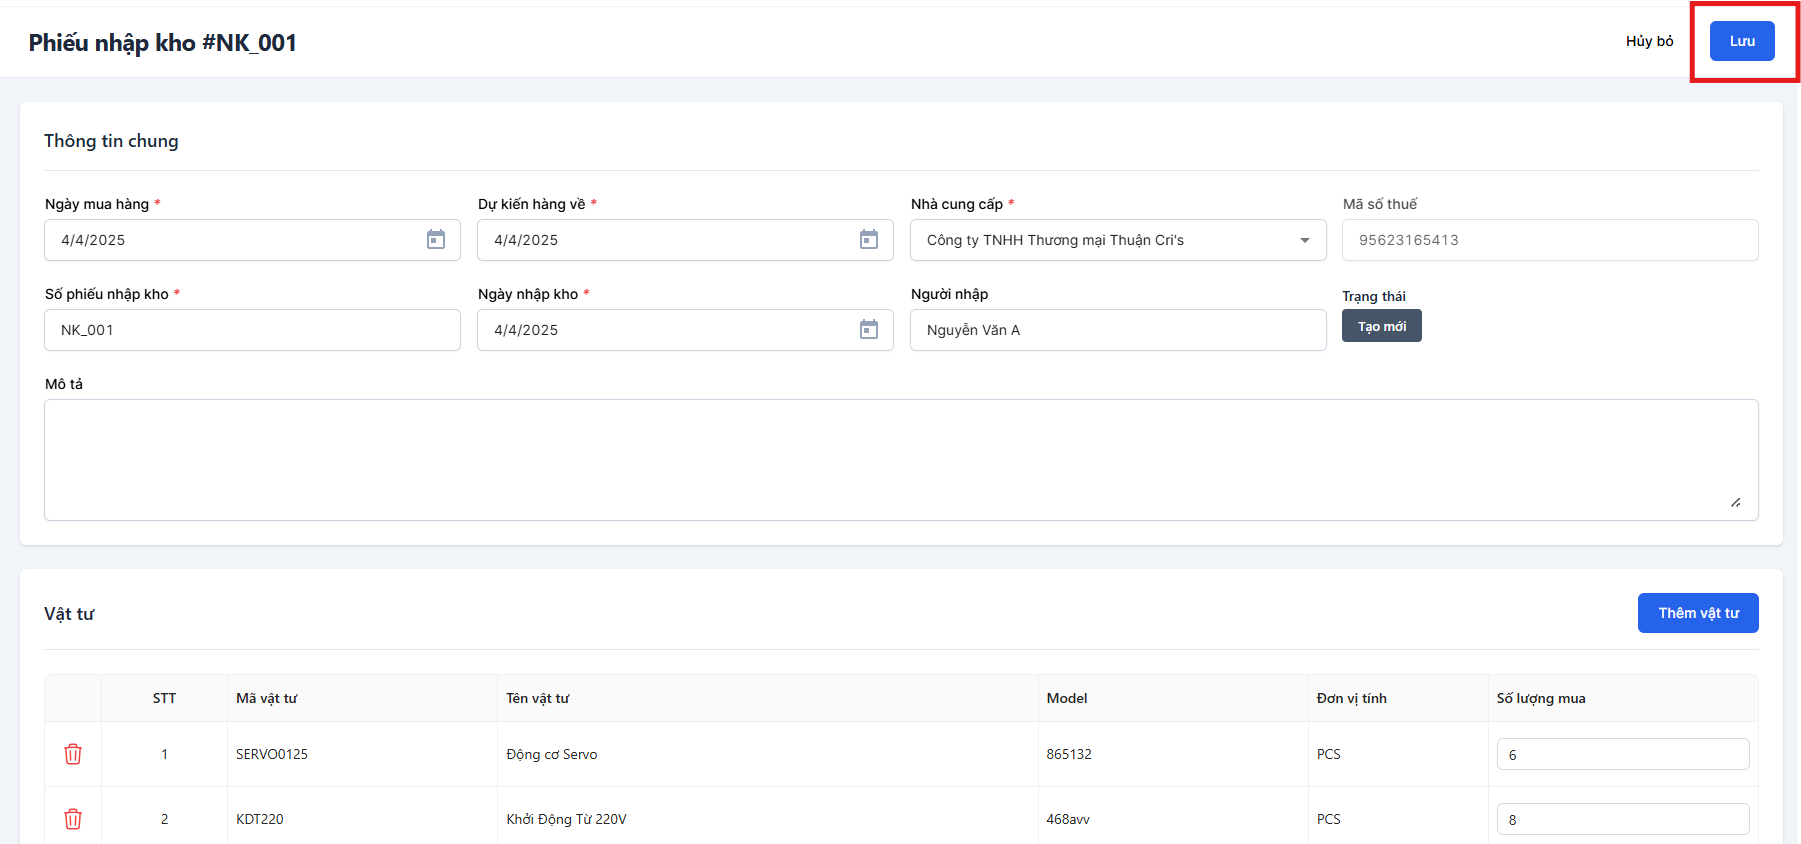 Phiếu nhập kho #NK_001
Hủy bỏ
Lưu
Thông tin chung
Ngày mua hàng *
Dự kiến hàng về *
Nhà cung cấp *
Mã số thuế
4/4/2025
4/4/2025
Công ty TNHH Thương mại Thuận Cri's
95623165413
Số phiếu nhập kho *
Ngày nhập kho *
Người nhập
Trạng thái
NK_001
4/4/2025
Nguyễn Văn A
Tạo mới
Mô tả
Vật tư
Thêm vật tư
STT Mã vật tư Tên vật tư Model Đơn vị tính Số lượng mua
1 SERVO0125 Động cơ Servo 865132 PCS 6
2 KDT220 Khởi Động Từ 220V 468avv PCS 8